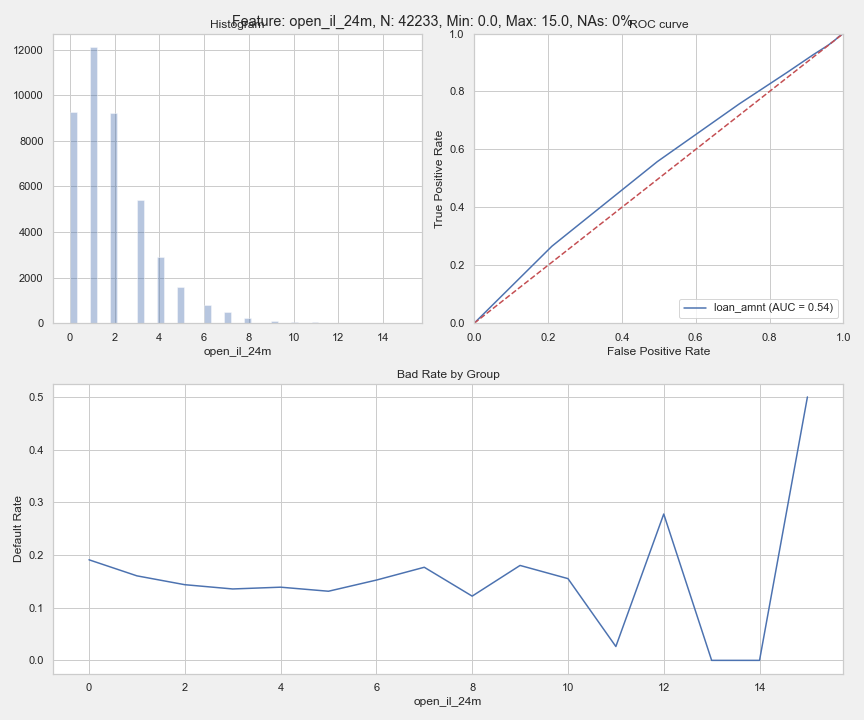 Feature: open_il_24m, N: 42233, Min: 0.0, Max: 15.0, NAs: 0%
Histogram
12000
10000
8000
6000
4000
2000
0
0 2 4 6 8 10 12 14
open_il_24m
ROC curve
True Positive Rate
1.0
0.8
0.6
0.4
0.2
0.0
loan_amnt (AUC = 0.54)
0.0 0.2 0.4 0.6 0.8 1.0
False Positive Rate
Bad Rate by Group
Default Rate
0.5
0.4
0.3
0.2
0.1
0.0
0 2 4 6 8 10 12 14
open_il_24m